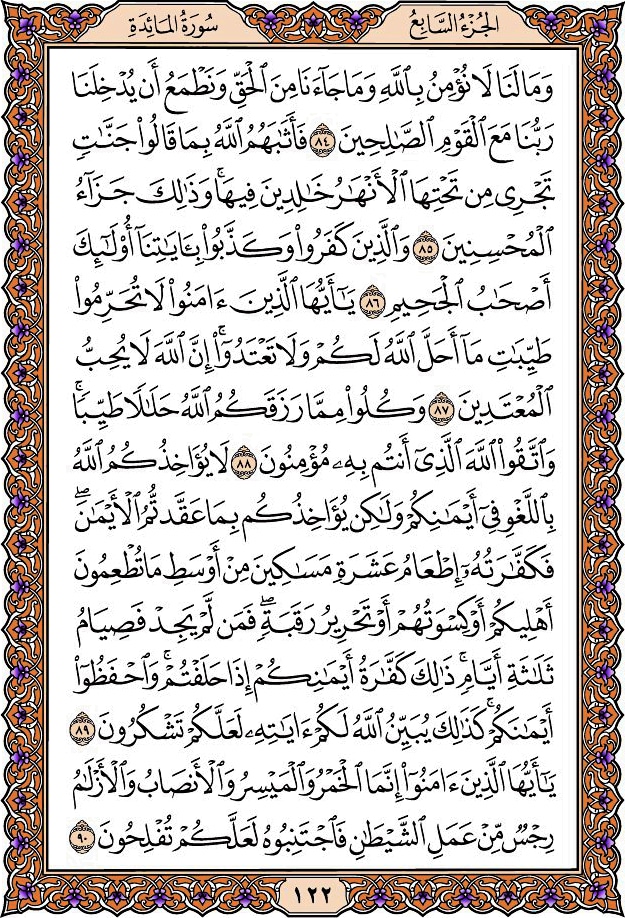 الجُزْءُ السَّابِعُ
سُورَةُ المَائِدَةِ
وَمَا لَنَا لَا نُؤْمِنُ بِٱللَّهِ وَمَا جَآءَنَا مِنَ ٱلْحَقِّ وَنَطْمَعُ أَن يُدْخِلَنَا
رَبُّنَا مَعَ ٱلْقَوْمِ ٱلصَّٰلِحِينَ ٨٤ فَأَثَٰبَهُمُ ٱللَّهُ بِمَا قَالُوا۟ جَنَّٰتٍ
تَجْرِى مِن تَحْتِهَا ٱلْأَنْهَٰرُ خَٰلِدِينَ فِيهَا ۚ وَذَٰلِكَ جَزَآءُ
ٱلْمُحْسِنِينَ ٨٥ وَٱلَّذِينَ كَفَرُوا۟ وَكَذَّبُوا۟ بِـَٔايَٰتِنَآ أُو۟لَٰٓئِكَ
أَصْحَٰبُ ٱلْجَحِيمِ ٨٦ يَٰٓأَيُّهَا ٱلَّذِينَ ءَامَنُوا۟ لَا تُحَرِّمُوا۟
طَيِّبَٰتِ مَآ أَحَلَّ ٱللَّهُ لَكُمْ وَلَا تَعْتَدُوٓا۟ ۚ إِنَّ ٱللَّهَ لَا يُحِبُّ
ٱلْمُعْتَدِينَ ٨٧ وَكُلُوا۟ مِمَّا رَزَقَكُمُ ٱللَّهُ حَلَٰلًا طَيِّبًا ۚ
وَٱتَّقُوا۟ ٱللَّهَ ٱلَّذِىٓ أَنتُم بِهِۦ مُؤْمِنُونَ ٨٨ لَا يُؤَاخِذُكُمُ ٱللَّهُ
بِٱللَّغْوِ فِىٓ أَيْمَٰنِكُمْ وَلَٰكِن يُؤَاخِذُكُم بِمَا عَقَّدتُّمُ ٱلْأَيْمَٰنَ ۖ
فَكَفَّٰرَتُهُۥٓ إِطْعَامُ عَشَرَةِ مَسَٰكِينَ مِنْ أَوْسَطِ مَا تُطْعِمُونَ
أَهْلِيكُمْ أَوْ كِسْوَتُهُمْ أَوْ تَحْرِيرُ رَقَبَةٍ ۖ فَمَن لَّمْ يَجِدْ فَصِيَامُ
ثَلَٰثَةِ أَيَّامٍ ۚ ذَٰلِكَ كَفَّٰرَةُ أَيْمَٰنِكُمْ إِذَا حَلَفْتُمْ ۚ وَٱحْفَظُوٓا۟
أَيْمَٰنَكُمْ ۚ كَذَٰلِكَ يُبَيِّنُ ٱللَّهُ لَكُمْ ءَايَٰتِهِۦ لَعَلَّكُمْ تَشْكُرُونَ ٨٩
يَٰٓأَيُّهَا ٱلَّذِينَ ءَامَنُوٓا۟ إِنَّمَا ٱلْخَمْرُ وَٱلْمَيْسِرُ وَٱلْأَنصَابُ وَٱلْأَزْلَٰمُ
رِجْسٌ مِّنْ عَمَلِ ٱلشَّيْطَٰنِ فَٱجْتَنِبُوهُ لَعَلَّكُمْ تُفْلِحُونَ ٩٠
١٢٢